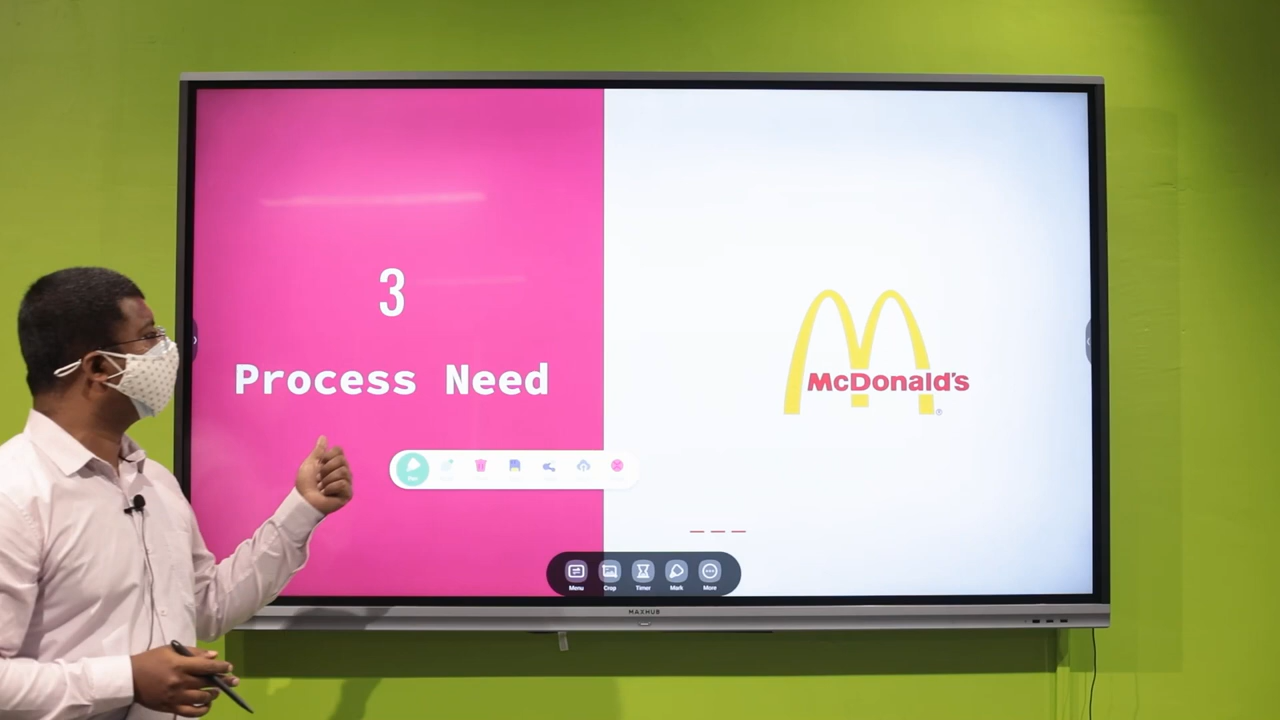 3
Process Need
McDonald's
®
Menu
Crop
Timer
Mark
More
MAXHUB